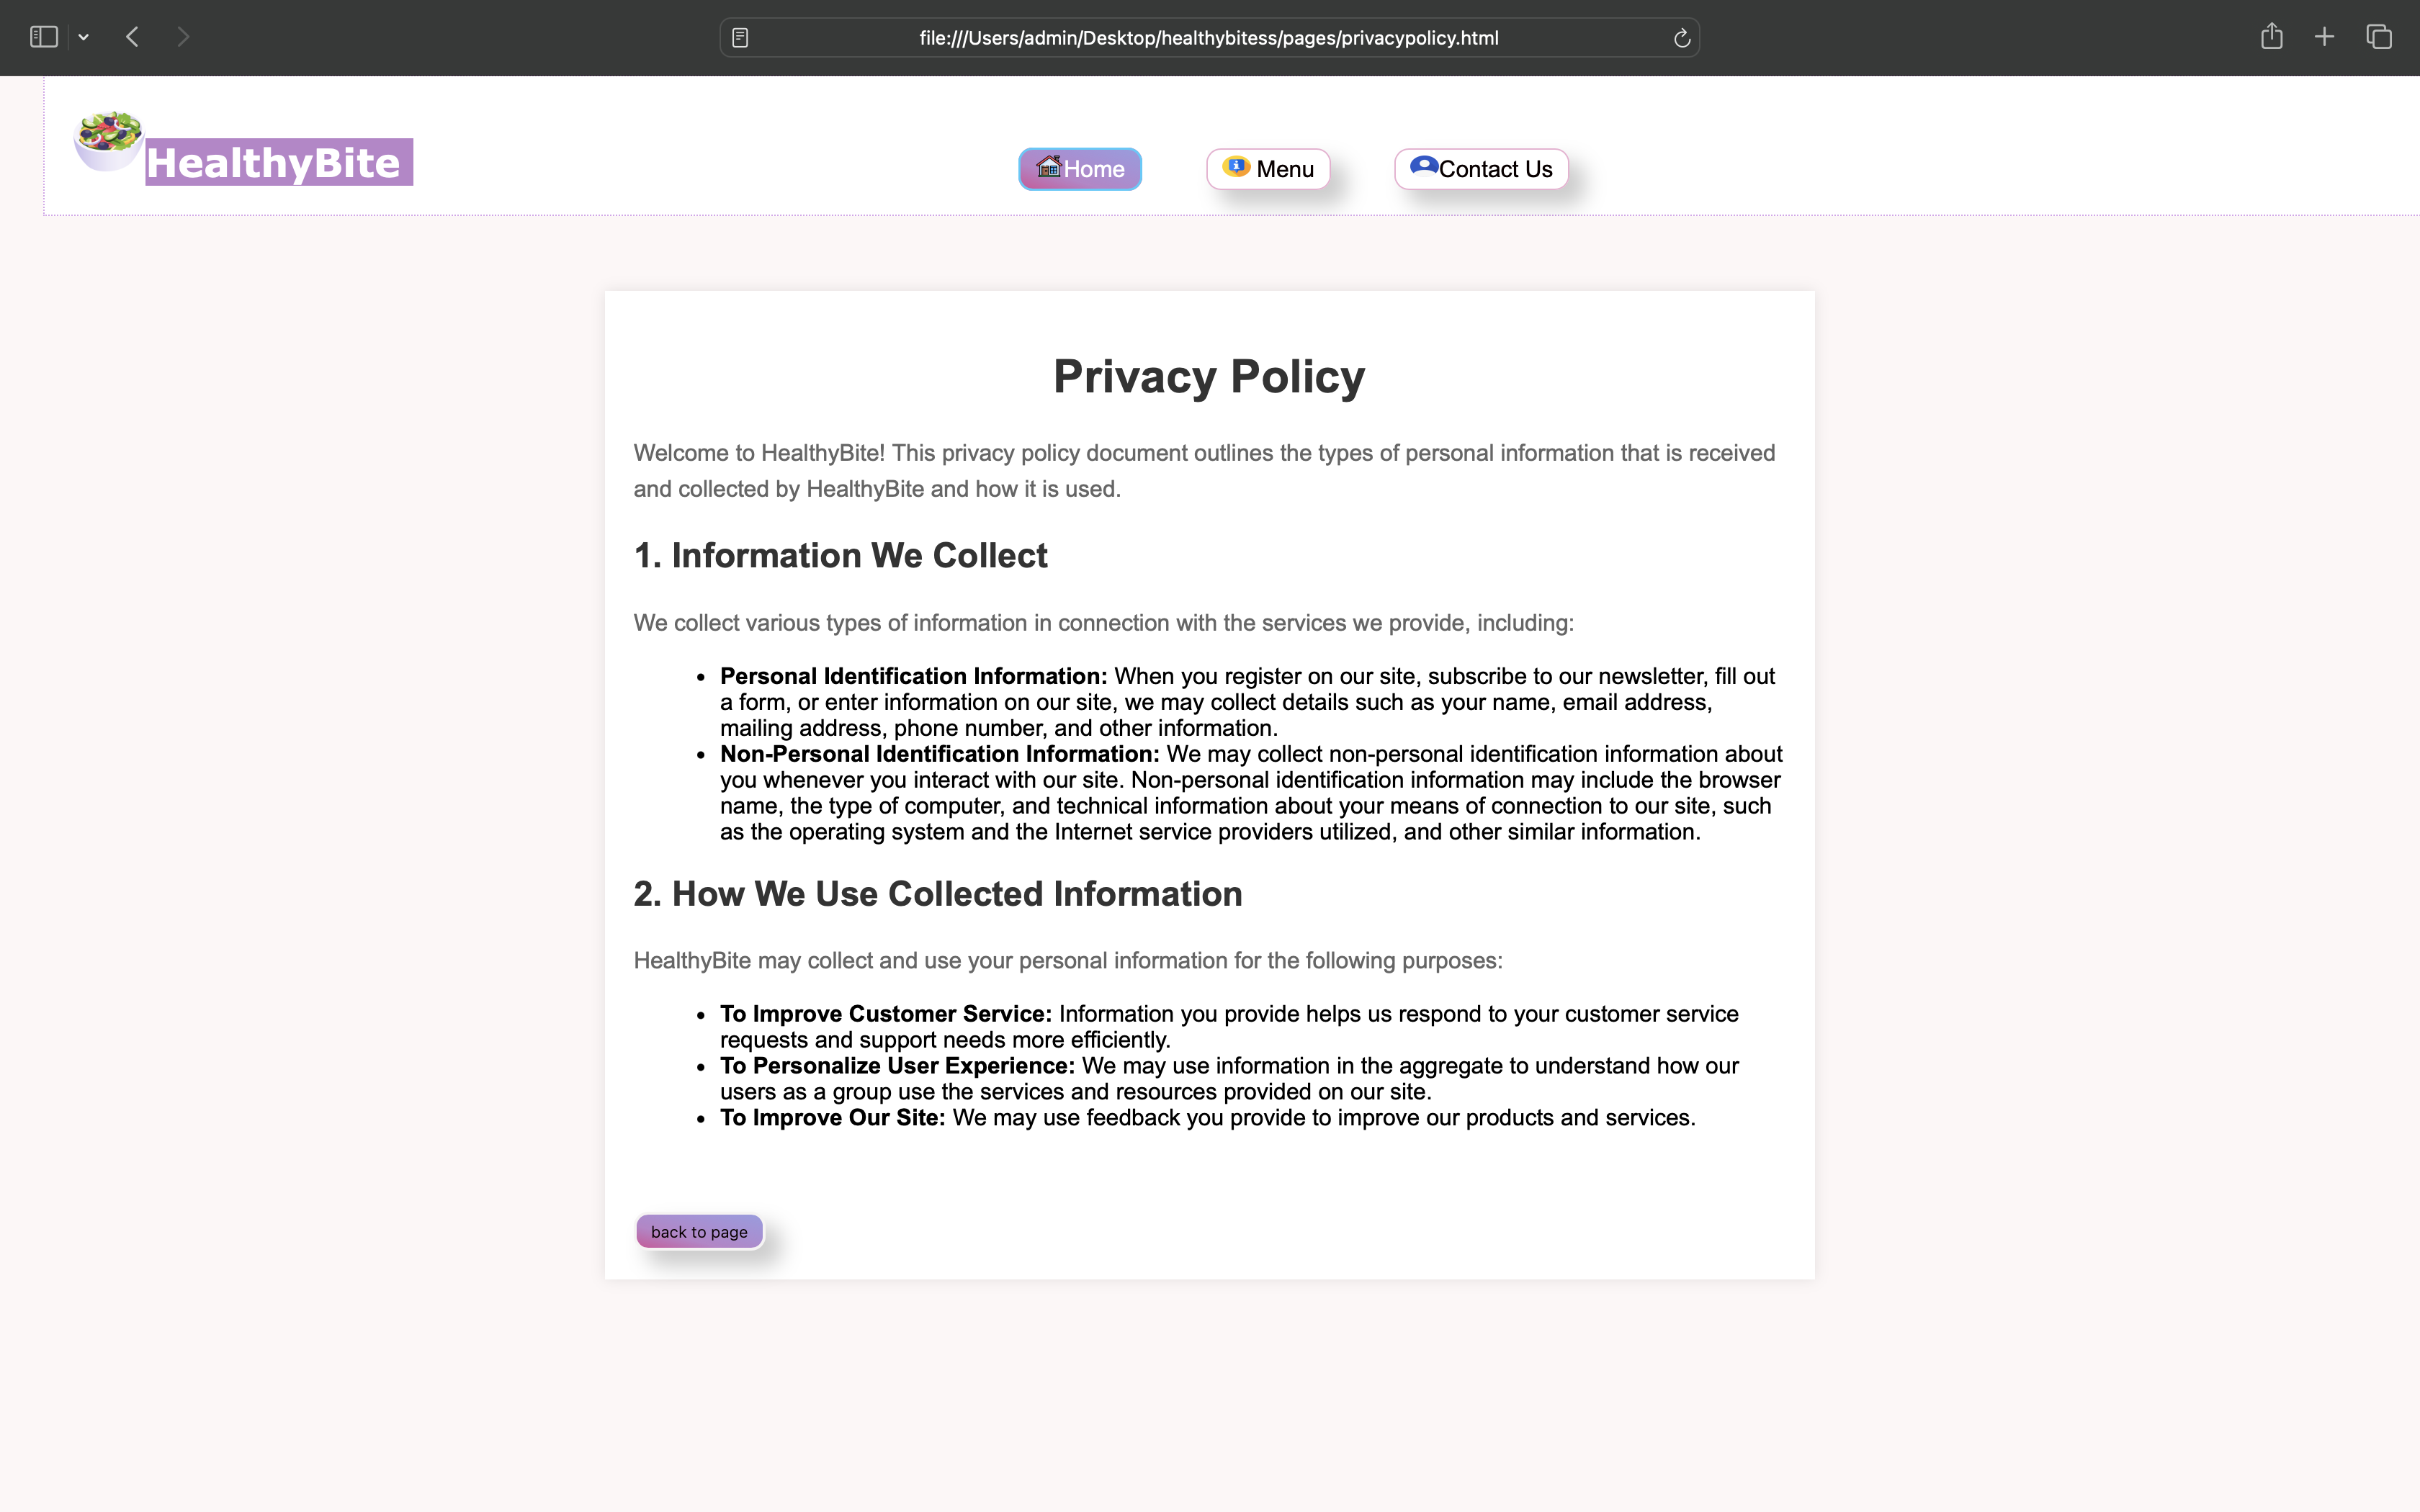 file:///Users/admin/Desktop/healthybitess/pages/privacypolicy.html
HealthyBite
Home
Menu
Contact Us
Privacy Policy
Welcome to HealthyBite! This privacy policy document outlines the types of personal information that is received
and collected by HealthyBite and how it is used.
1. Information We Collect
We collect various types of information in connection with the services we provide, including:
• Personal Identification Information: When you register on our site, subscribe to our newsletter, fill out
a form, or enter information on our site, we may collect details such as your name, email address,
mailing address, phone number, and other information.
• Non-Personal Identification Information: We may collect non-personal identification information about
you whenever you interact with our site. Non-personal identification information may include the browser
name, the type of computer, and technical information about your means of connection to our site, such
as the operating system and the Internet service providers utilized, and other similar information.
2. How We Use Collected Information
HealthyBite may collect and use your personal information for the following purposes:
• To Improve Customer Service: Information you provide helps us respond to your customer service
requests and support needs more efficiently.
• To Personalize User Experience: We may use information in the aggregate to understand how our
users as a group use the services and resources provided on our site.
• To Improve Our Site: We may use feedback you provide to improve our products and services.
back to page